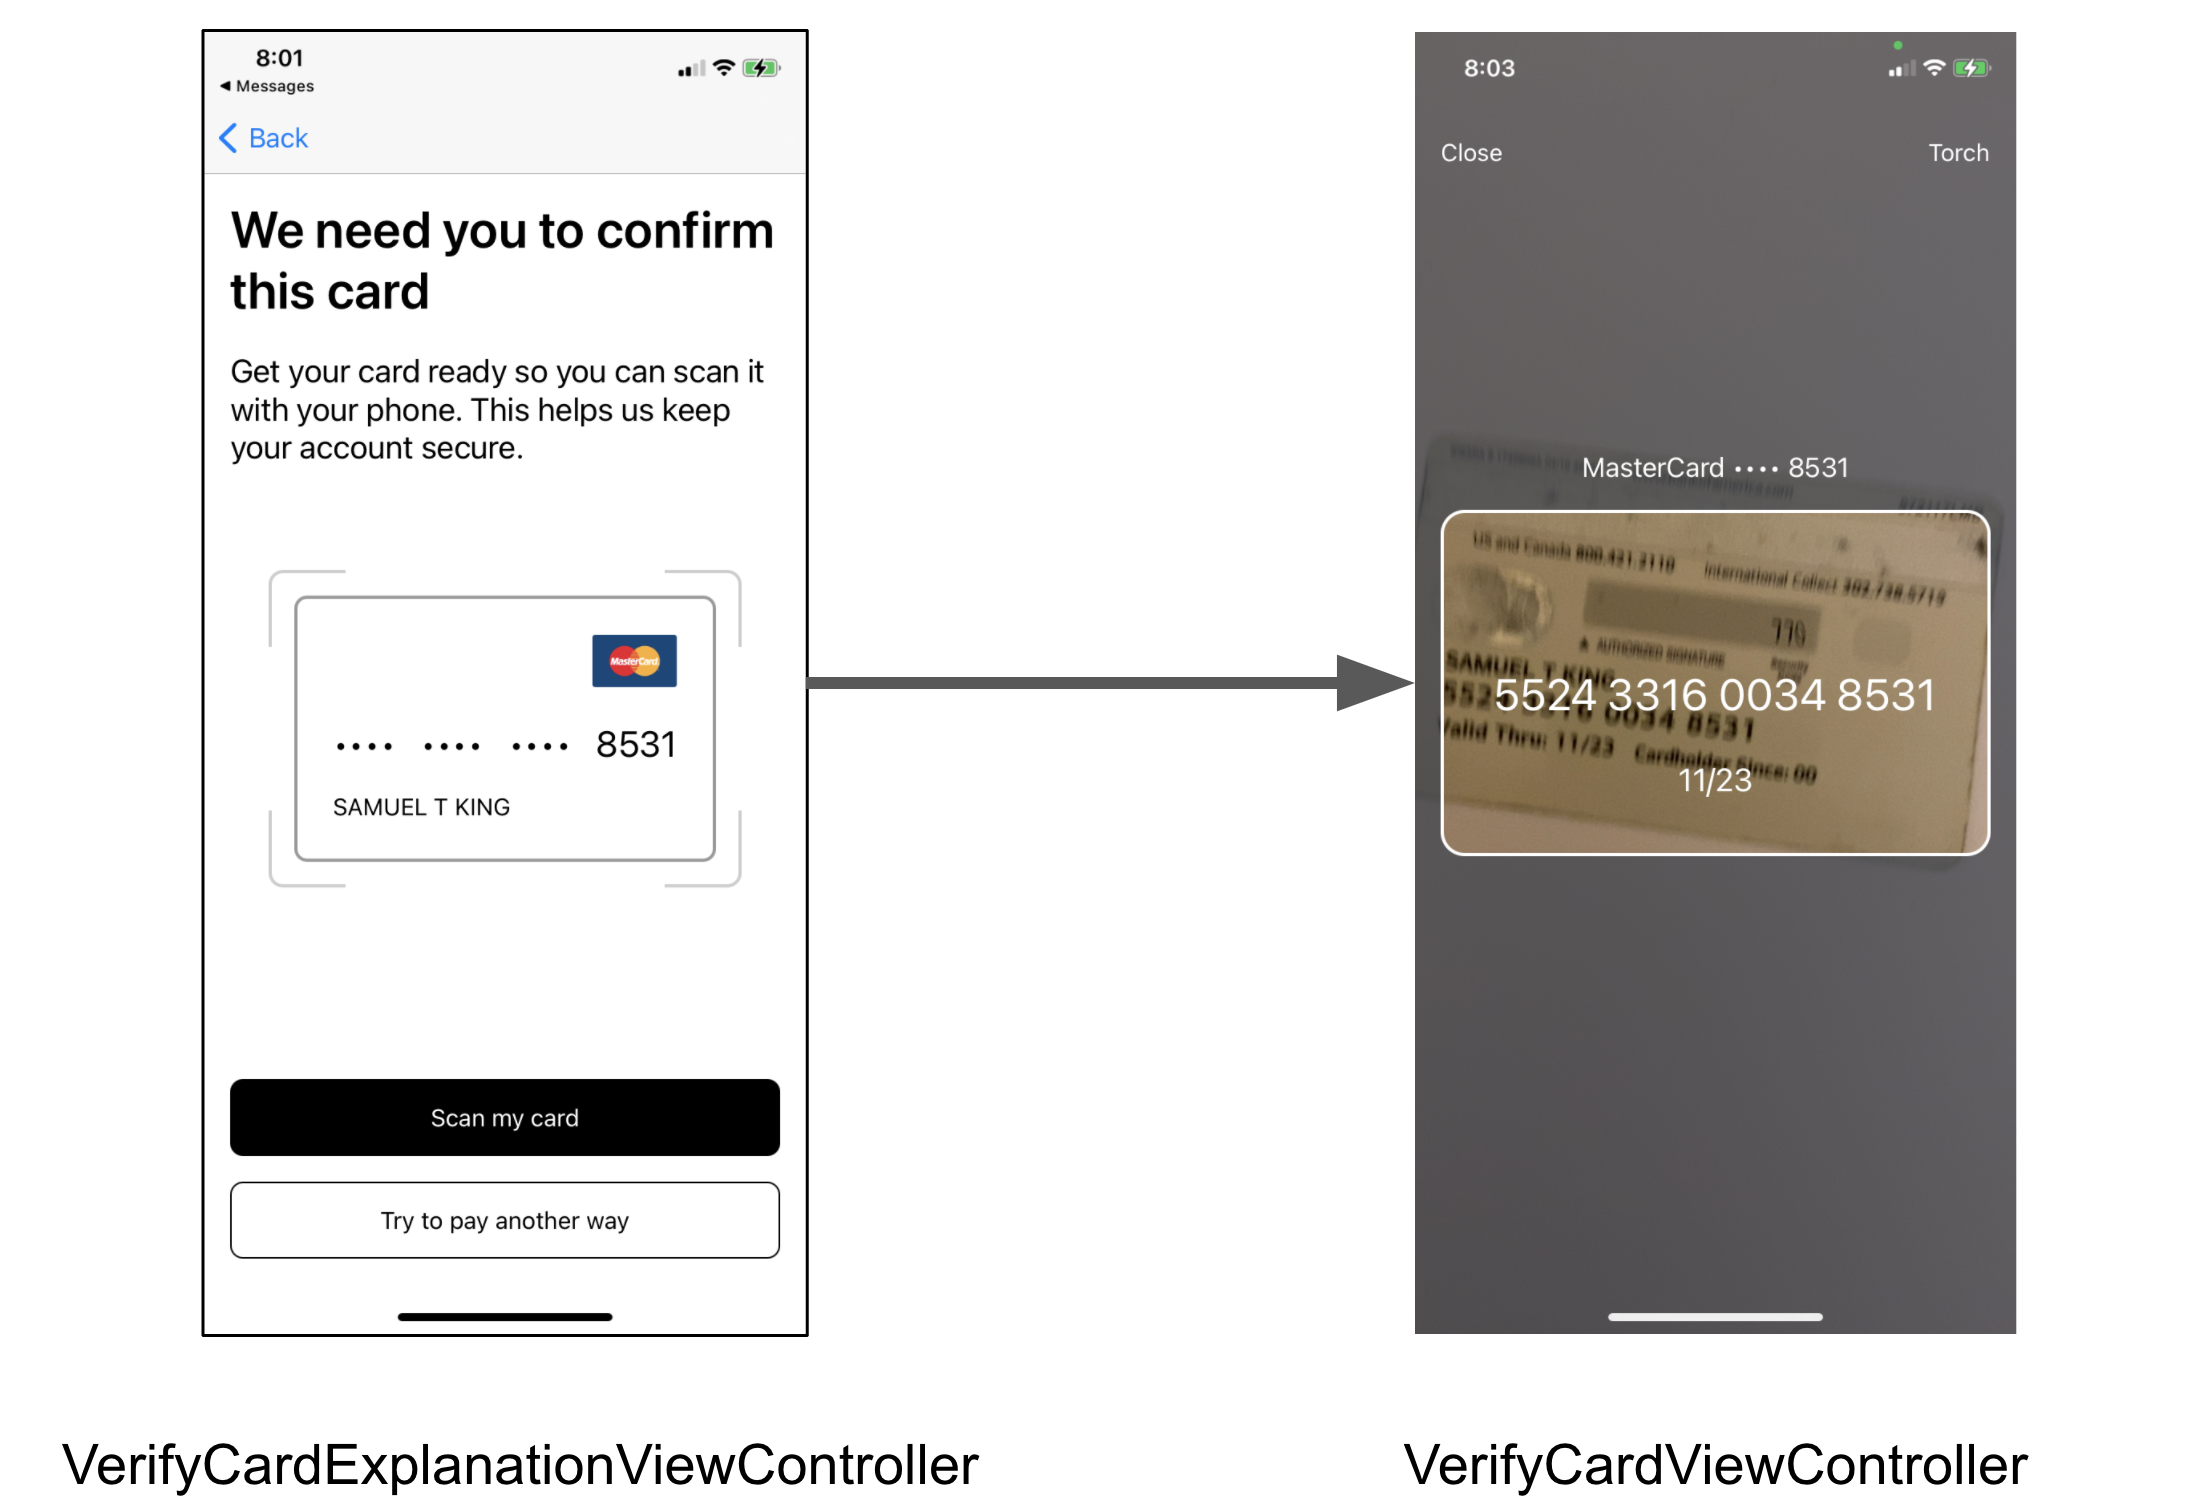 8:01
Messages
Back
We need you to confirm
this card
Get your card ready so you can scan it
with your phone. This helps us keep
your account secure.
MasterCard
•••• •••• •••• 8531
SAMUEL T KING
Scan my card
Try to pay another way
VerifyCardExplanationViewController
8:03
Close
Torch
MasterCard •••• 8531
US and Canada 800.421.2110
International Collect 302.738.5719
AUTHORIZED SIGNATURE
SAMUEL T KING
5524 3316 0034 8531
5524 3316 0034 8531
Valid Thru: 11/23 Cardholder Since: 00
11/23
VerifyCardViewController